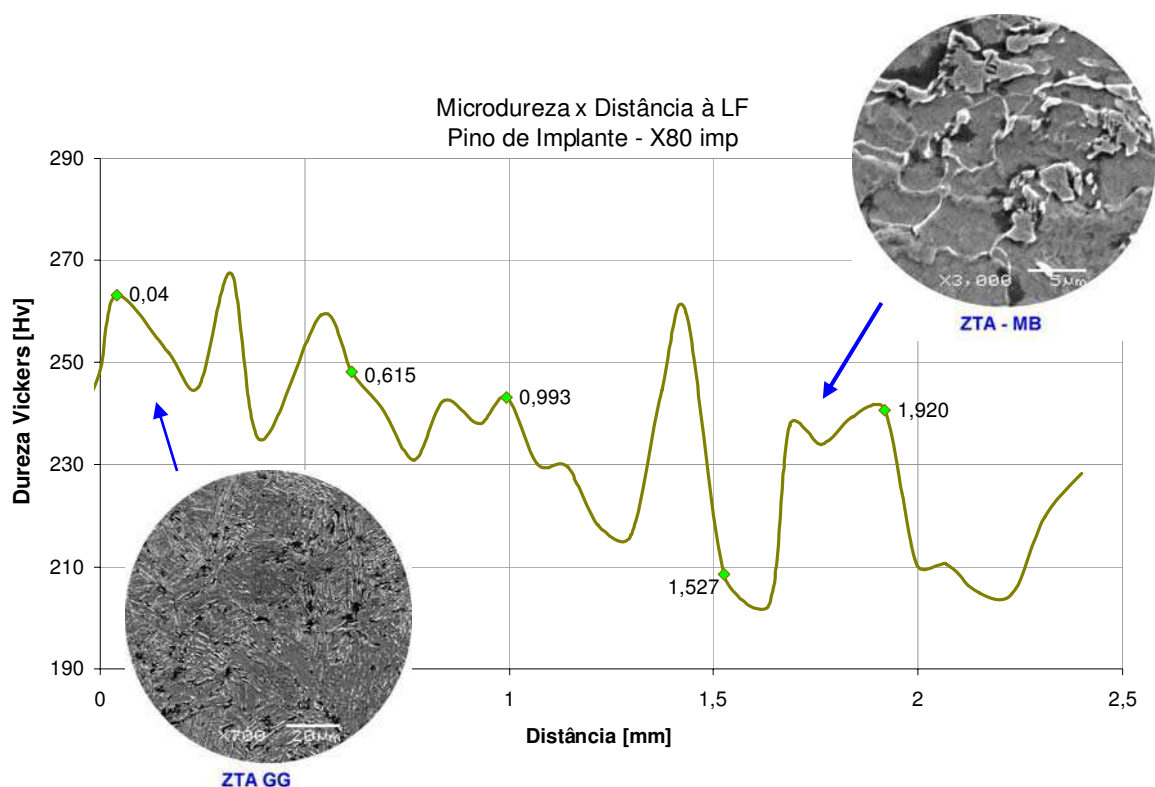 Microdureza x Distância à LF
Pino de Implante - X80 imp
Dureza Vickers [Hv]
290
270
250
230
210
190
0,04
0,615
0,993
1,527
1,920
X3,000 5µm
ZTA - MB
X700 20µm
ZTA GG
0
1
1,5
2
2,5
Distância [mm]